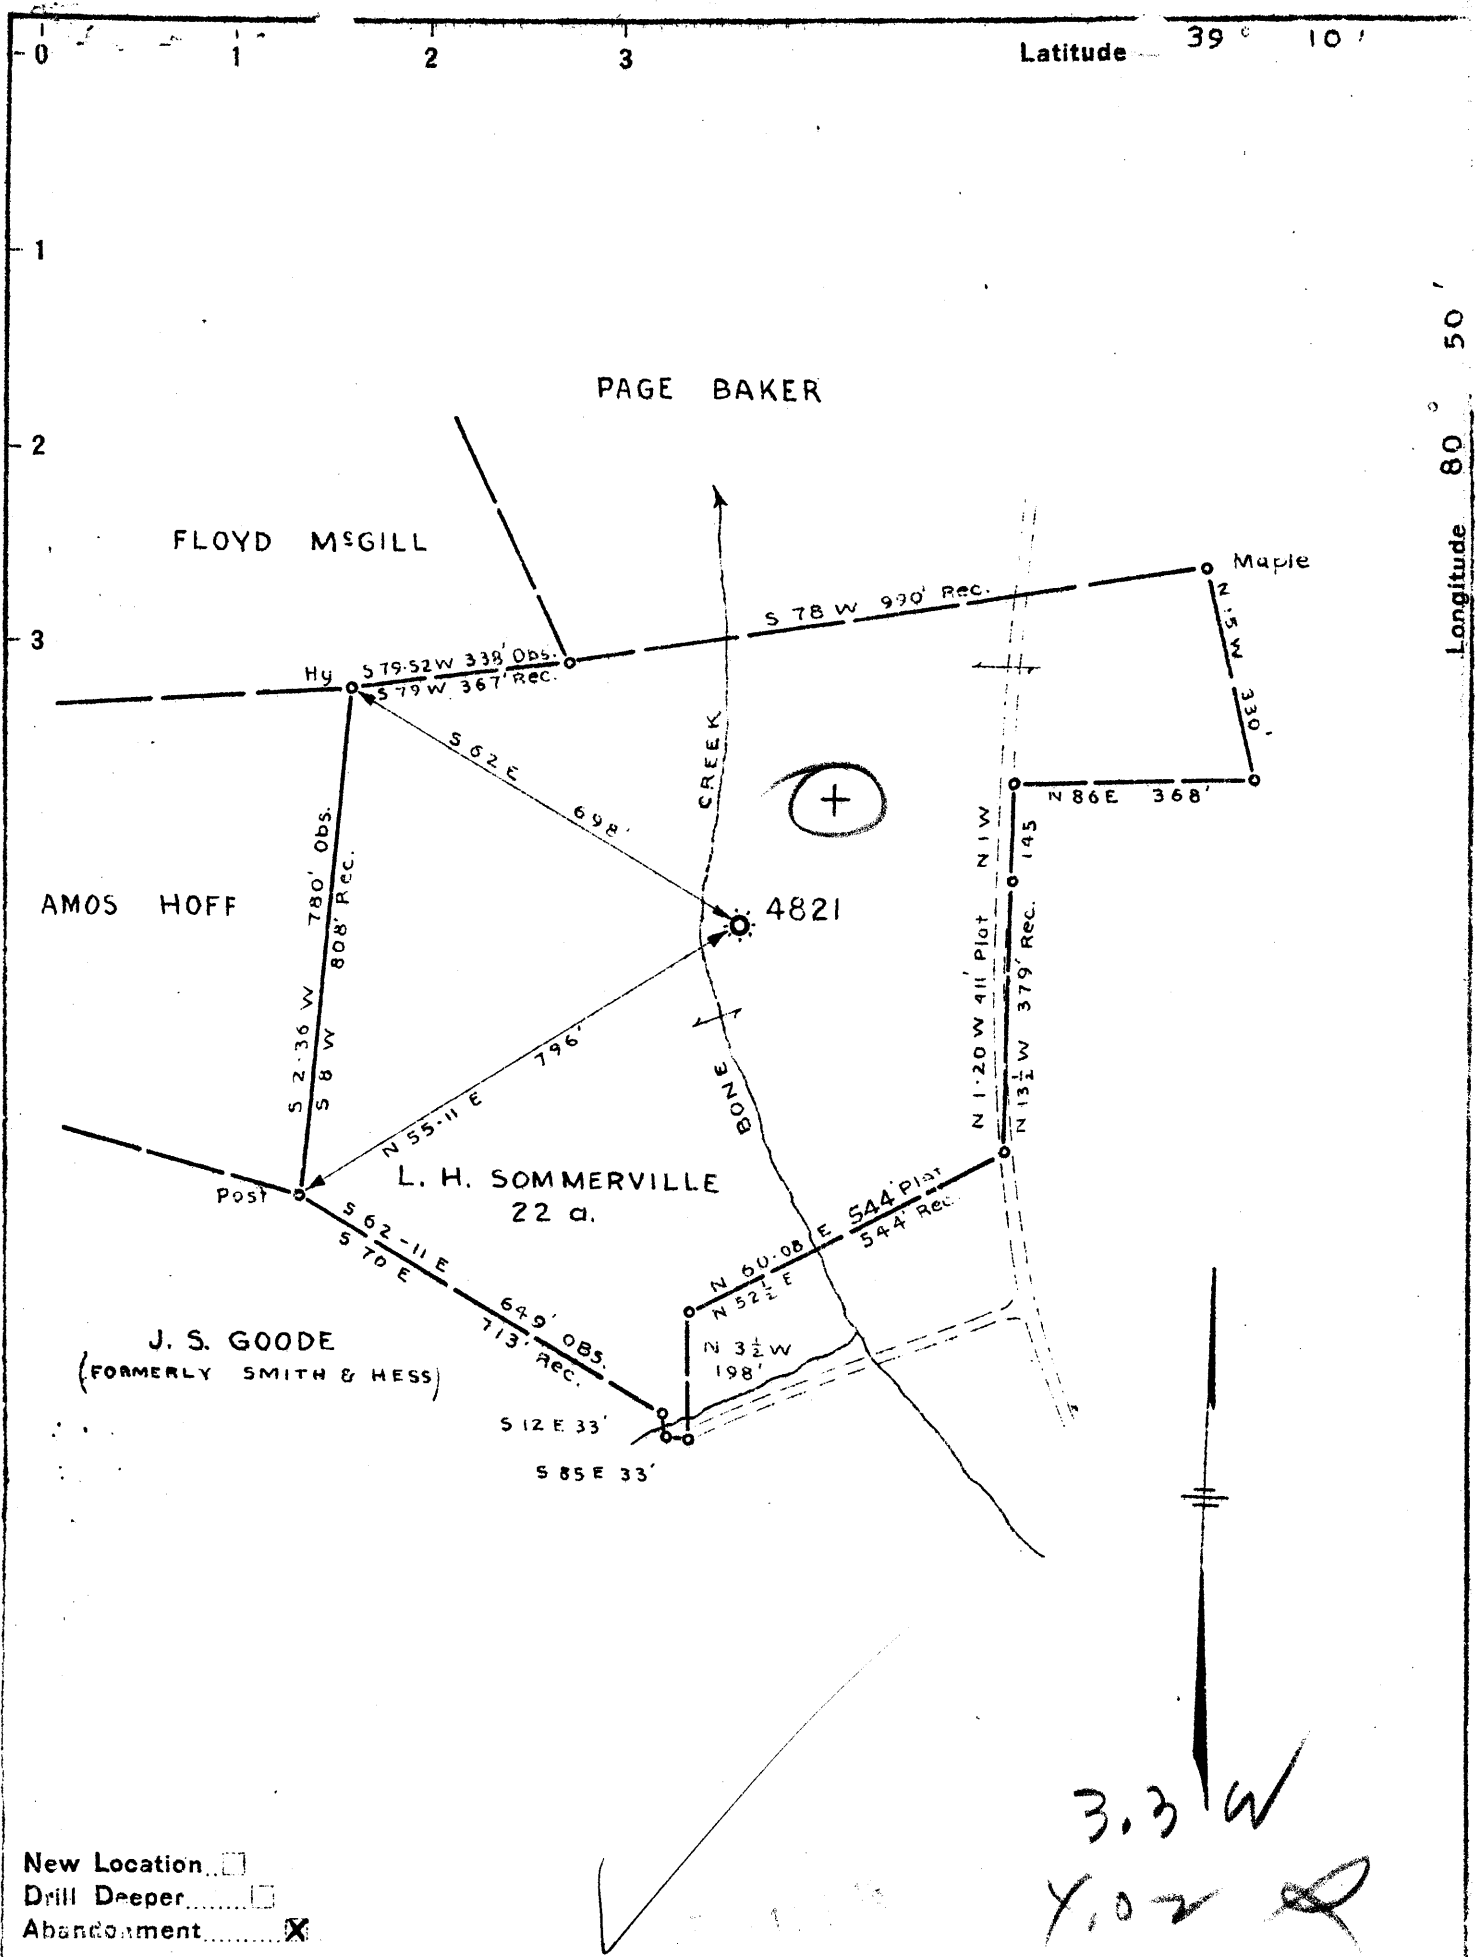 0 1 2 3 Latitude 39° 10'
1
2
3
Longitude 80° 50'
PAGE BAKER
FLOYD McGILL
Maple
S 78 W 990' Rec.
N 15 W 330'
Hy
S 79·52 W 338' Obs.
S 79 W 367' Rec.
S 62 E 698'
CREEK
+
N 86 E 368'
N 1 W 145
AMOS HOFF
4821
780' Obs.
808' Rec.
S 2·36 W
S 8 W
N 1·20 W 411' Plat
N 13½ W 379' Rec.
796'
N 55-11 E
BONE
L. H. SOMMERVILLE
22 a.
Post
S 62-11 E 649' OBS.
S 70 E 713' Rec.
N 60·08 E 544' Plat
N 52½ E 544' Rec.
J. S. GOODE
(FORMERLY SMITH & HESS)
N 3½ W
198'
S 12 E 33'
S 85 E 33'
3.3 W
New Location
Drill Deeper
Abandonment X